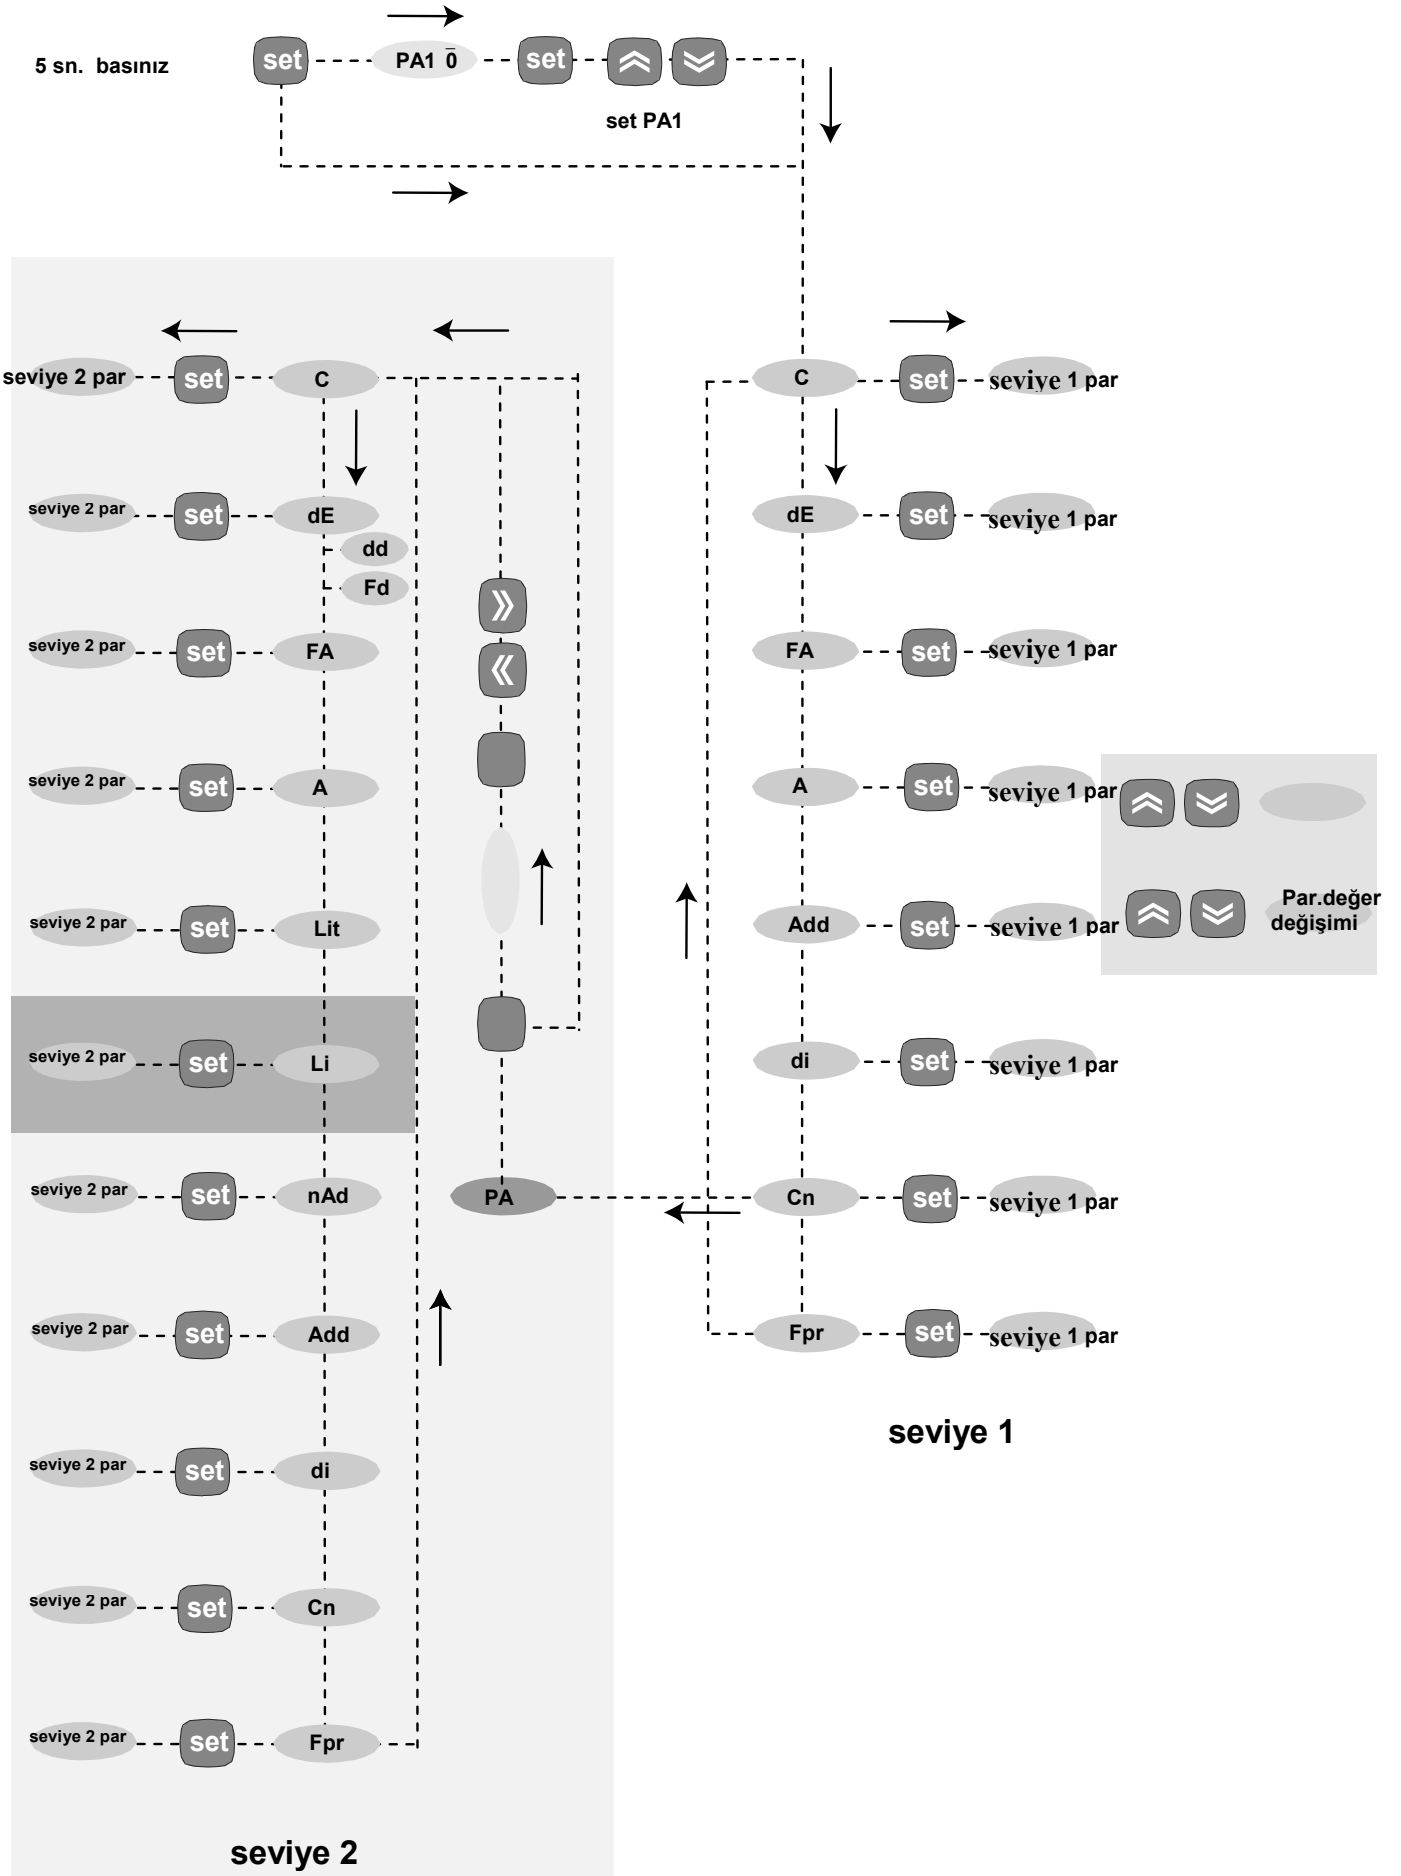 5 sn. basınız
set
PA1 0̅
set
set PA1
seviye 2 par set C
C set seviye 1 par
seviye 2 par set dE
dE set seviye 1 par
dd
Fd
seviye 2 par set FA
FA set seviye 1 par
seviye 2 par set A
A set seviye 1 par
seviye 2 par set Lit
Add set sevive 1 par
Par.değer
değişimi
seviye 2 par set Li
di set seviye 1 par
seviye 2 par set nAd
PA
Cn set seviye 1 par
seviye 2 par set Add
Fpr set seviye 1 par
seviye 1
seviye 2 par set di
seviye 2 par set Cn
seviye 2 par set Fpr
seviye 2